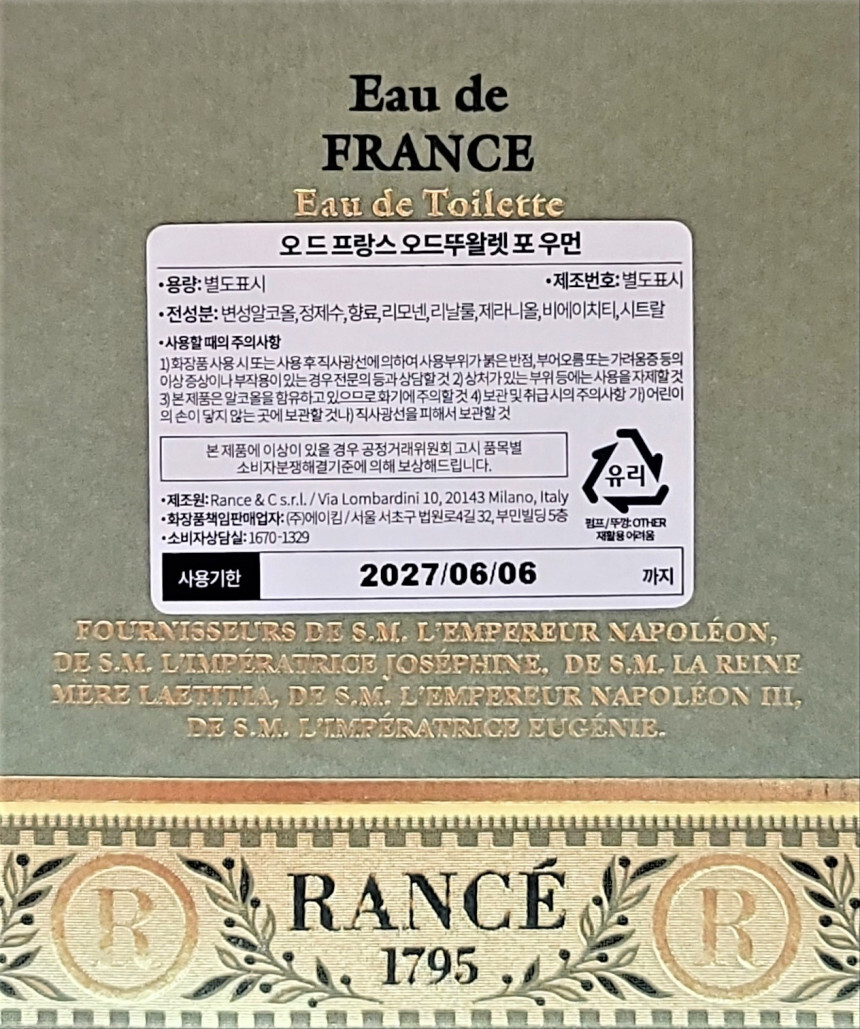 Eau de
FRANCE
Eau de Toilette
오 드 프랑스 오드뚜왈렛 포 우먼
•용량: 별도표시 •제조번호: 별도표시
•전성분: 변성알코올,정제수,향료,리모넨,리날룰,제라니올,비에이치티,시트랄
•사용할 때의 주의사항
1) 화장품 사용 시 또는 사용 후 직사광선에 의하여 사용부위가 붉은 반점, 부어오름 또는 가려움증 등의
이상 증상이나 부작용이 있는 경우 전문의 등과 상담할 것 2) 상처가 있는 부위 등에는 사용을 자제할 것
3) 본 제품은 알코올을 함유하고 있으므로 화기에 주의할 것 4) 보관 및 취급 시의 주의사항 가) 어린이
의 손이 닿지 않는 곳에 보관할 것 나) 직사광선을 피해서 보관할 것
본 제품에 이상이 있을 경우 공정거래위원회 고시 품목별
소비자분쟁해결기준에 의해 보상해드립니다.
유리
펌프/뚜껑: OTHER
재활용 어려움
•제조원: Rance & C s.r.l. / Via Lombardini 10, 20143 Milano, Italy
•화장품책임판매업자: (주)에이킴 / 서울 서초구 법원로4길 32, 부민빌딩 5층
•소비자상담실: 1670-1329
사용기한 2027/06/06 까지
FOURNISSEURS DE S.M. L'EMPEREUR NAPOLÉON,
DE S.M. L'IMPÉRATRICE JOSÉPHINE, DE S.M. LA REINE
MÈRE LAETITIA, DE S.M. L'EMPEREUR NAPOLÉON III,
DE S.M. L'IMPÉRATRICE EUGÉNIE.
R RANCÉ R
1795